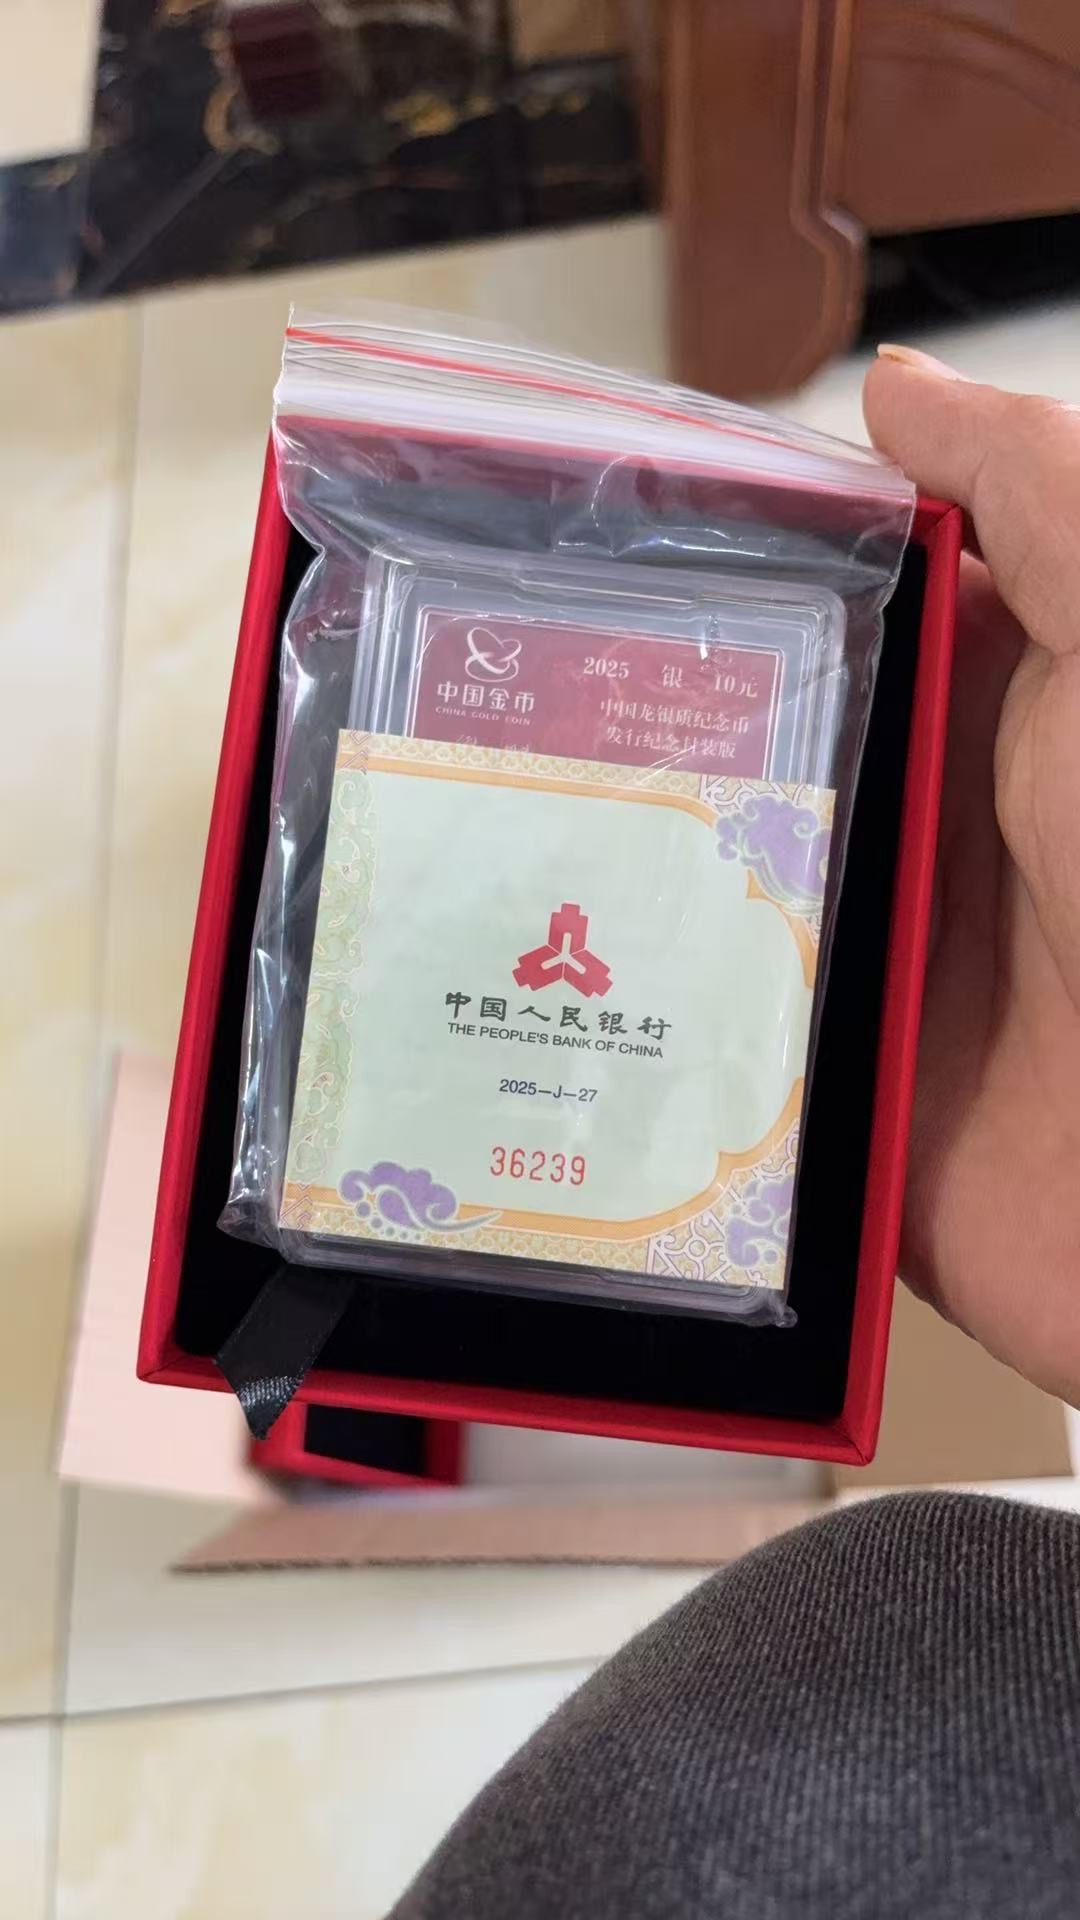 中国金币
CHINA GOLD COIN
2025 银 10元
中国龙银质纪念币
发行纪念封装版
中国人民银行
THE PEOPLE'S BANK OF CHINA
2025—J—27
36239